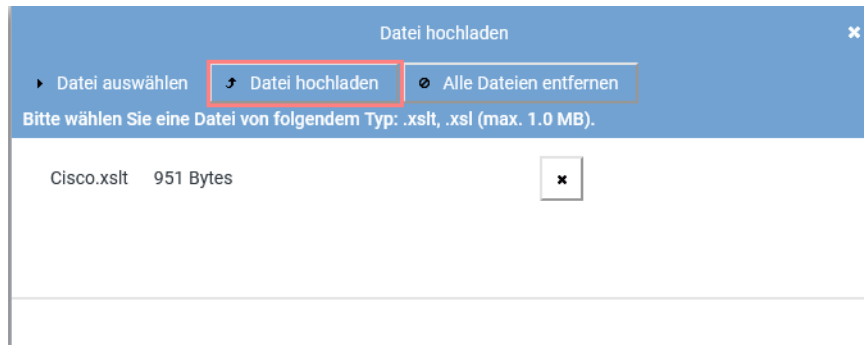 Datei hochladen
Datei auswählen Datei hochladen Alle Dateien entfernen
Bitte wählen Sie eine Datei von folgendem Typ: .xslt, .xsl (max. 1.0 MB).
Cisco.xslt 951 Bytes